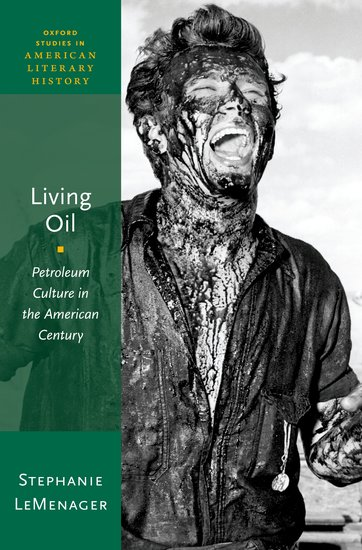 OXFORD
STUDIES IN
AMERICAN
LITERARY
HISTORY
Living
Oil
Petroleum
Culture in
the American
Century
STEPHANIE
LEMENAGER